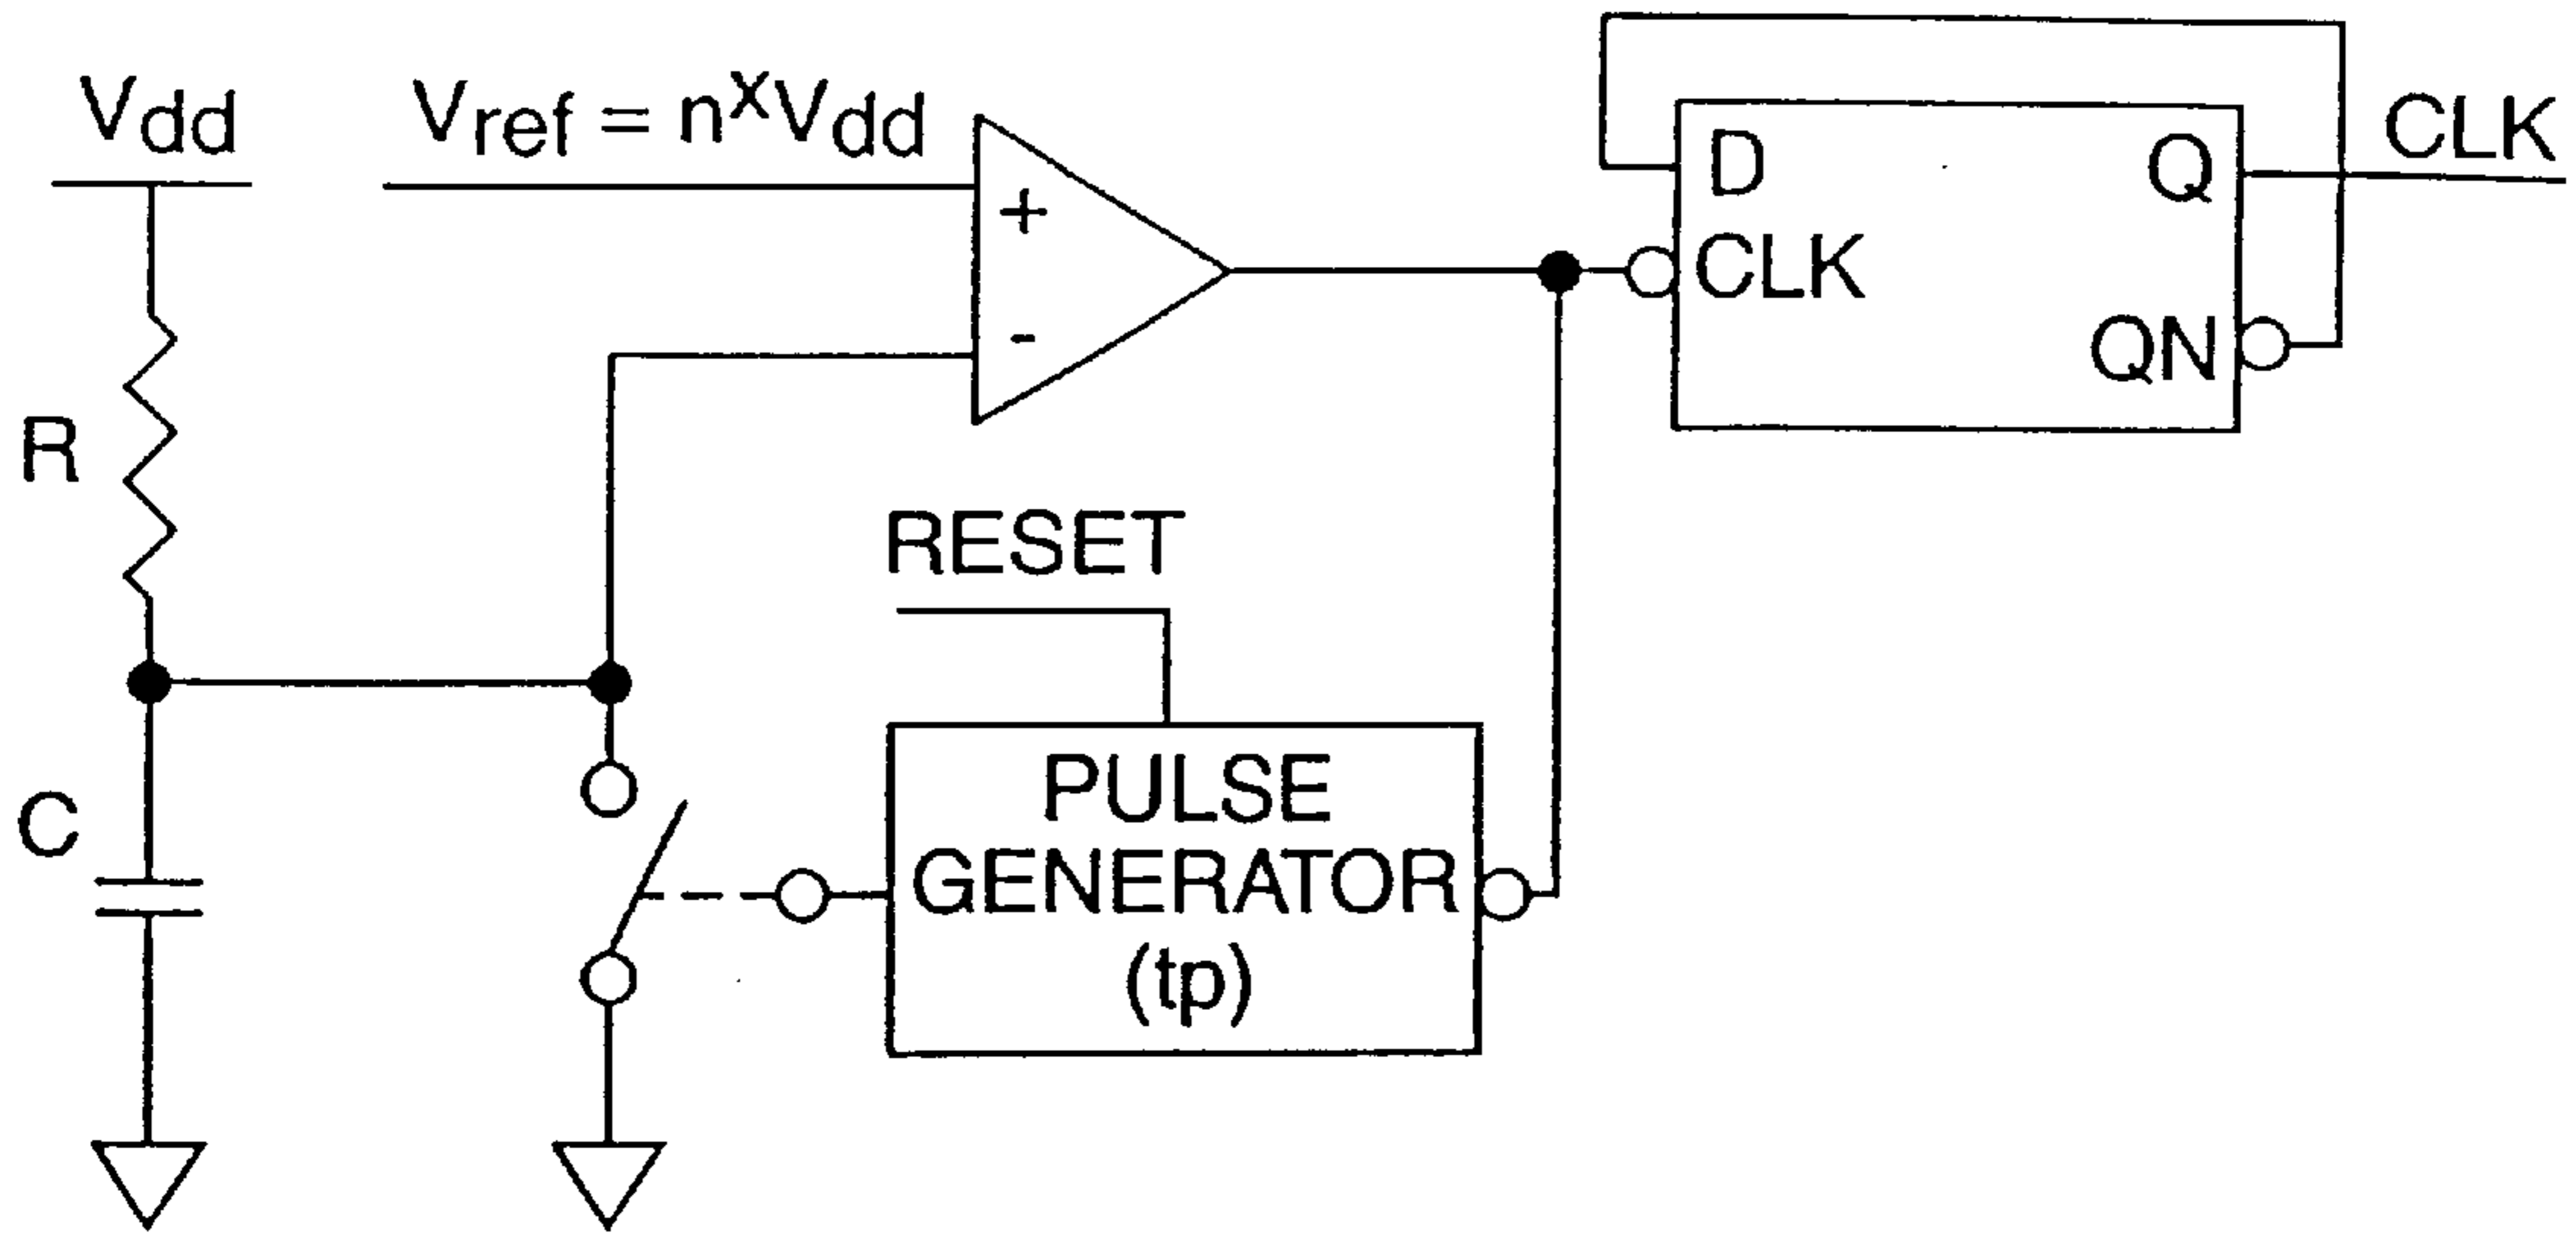 Vdd
Vref = nxVdd
+
-
D
Q
CLK
CLK
QN
R
RESET
C
PULSE
GENERATOR
(tp)